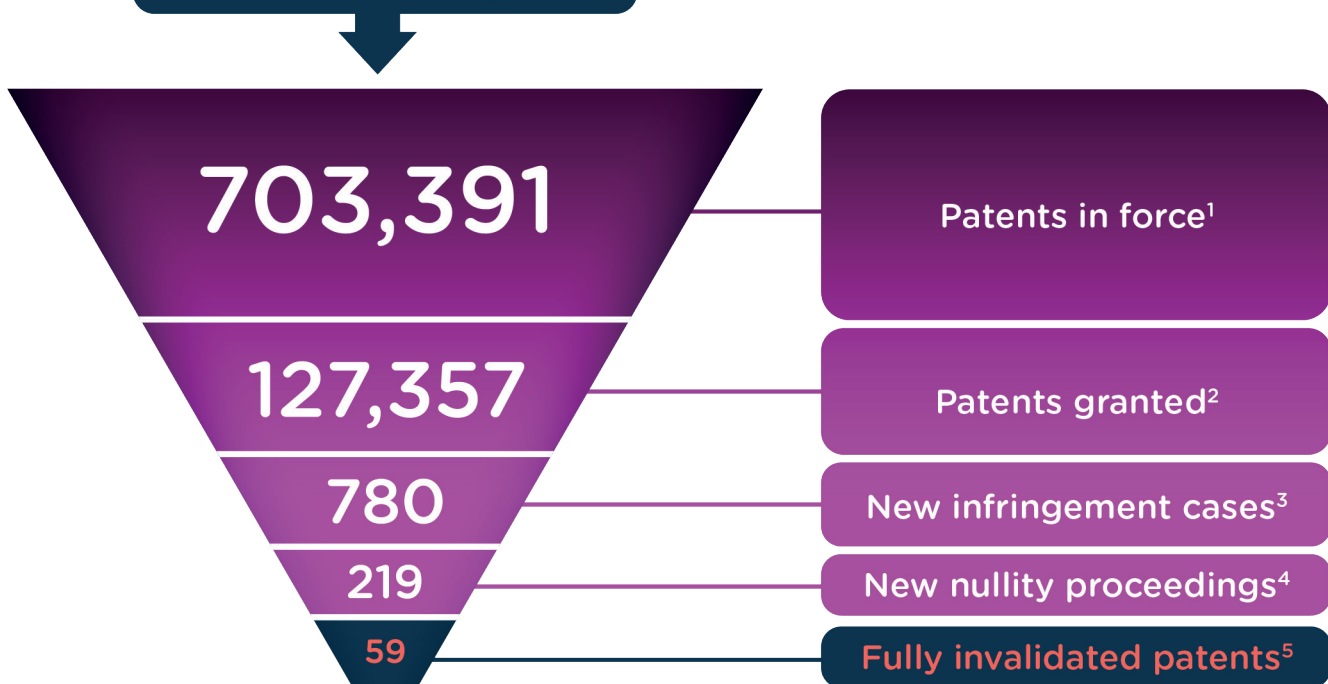 703,391
Patents in force¹
127,357
Patents granted²
780
New infringement cases³
219
New nullity proceedings⁴
59
Fully invalidated patents⁵